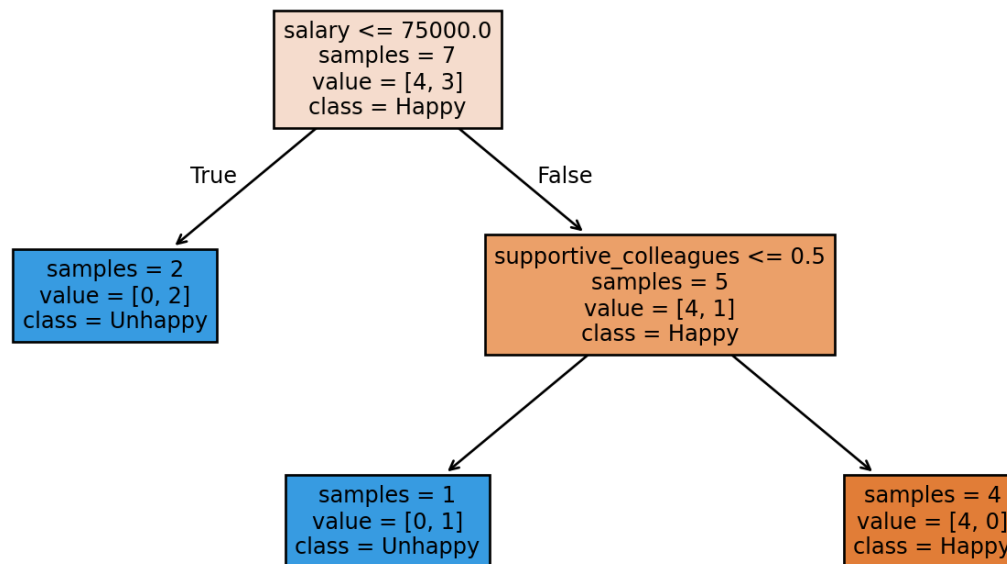 salary <= 75000.0
samples = 7
value = [4, 3]
class = Happy
True
False
samples = 2
value = [0, 2]
class = Unhappy
supportive_colleagues <= 0.5
samples = 5
value = [4, 1]
class = Happy
samples = 1
value = [0, 1]
class = Unhappy
samples = 4
value = [4, 0]
class = Happy